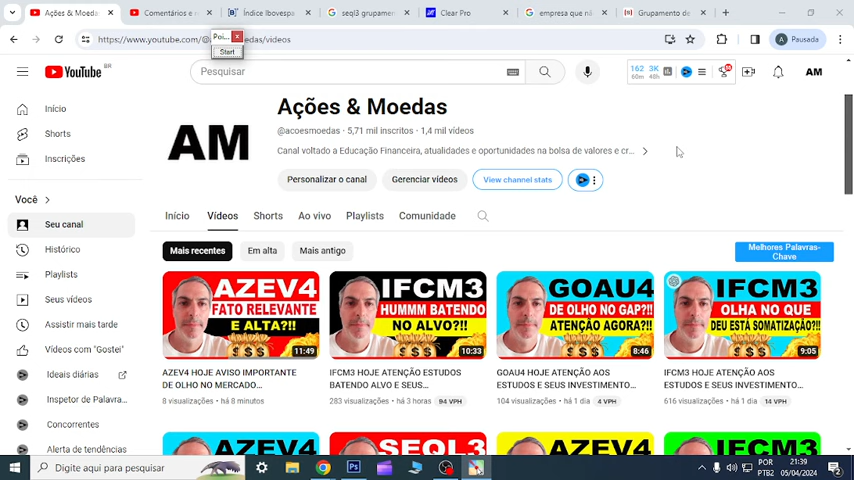 Ações & Moedas
Comentários e
Índice Ibovespa
seql3 grupamen
Clear Pro
empresa que nã
Grupamento de
https://www.youtube.com/@
edas/videos
Poi...
Start
Pausada
YouTube BR
Pesquisar
162 3K
60m 48h
AM
Início
Shorts
Inscrições
Você
Seu canal
Histórico
Playlists
Seus vídeos
Assistir mais tarde
Vídeos com "Gostei"
Ideais diárias
Inspetor de Palavra...
Concorrentes
Alerta de tendências
AM
Ações & Moedas
@acoesmoedas · 5,71 mil inscritos · 1,4 mil vídeos
Canal voltado a Educação Financeira, atualidades e oportunidades na bolsa de valores e cr...
Personalizar o canal
Gerenciar vídeos
View channel stats
Início
Vídeos
Shorts
Ao vivo
Playlists
Comunidade
Mais recentes
Em alta
Mais antigo
Melhores Palavras-
Chave
AZEV4
FATO RELEVANTE
E ALTA?!!
11:49
AZEV4 HOJE AVISO IMPORTANTE
DE OLHO NO MERCADO...
8 visualizações · há 8 minutos
IFCM3
HUMMM BATENDO
NO ALVO?!!
10:33
IFCM3 HOJE ATENÇÃO ESTUDOS
BATENDO ALVO E SEUS...
283 visualizações · há 3 horas
94 VPH
GOAU4
DE OLHO NO GAP?!!
ATENÇÃO AGORA?!!
8:46
GOAU4 HOJE ATENÇÃO AOS
ESTUDOS E SEUS INVESTIMENTO...
104 visualizações · há 1 dia
4 VPH
IFCM3
OLHA NO QUE
DEU ESTÁ SOMATIZAÇÃO?!!
9:05
IFCM3 HOJE ATENÇÃO AOS
ESTUDOS E SEUS INVESTIMENTO...
616 visualizações · há 1 dia
14 VPH
AZEV4
SEQL3
AZEV4
IFCM3
Digite aqui para pesquisar
POR
PTB2
21:39
05/04/2024
2